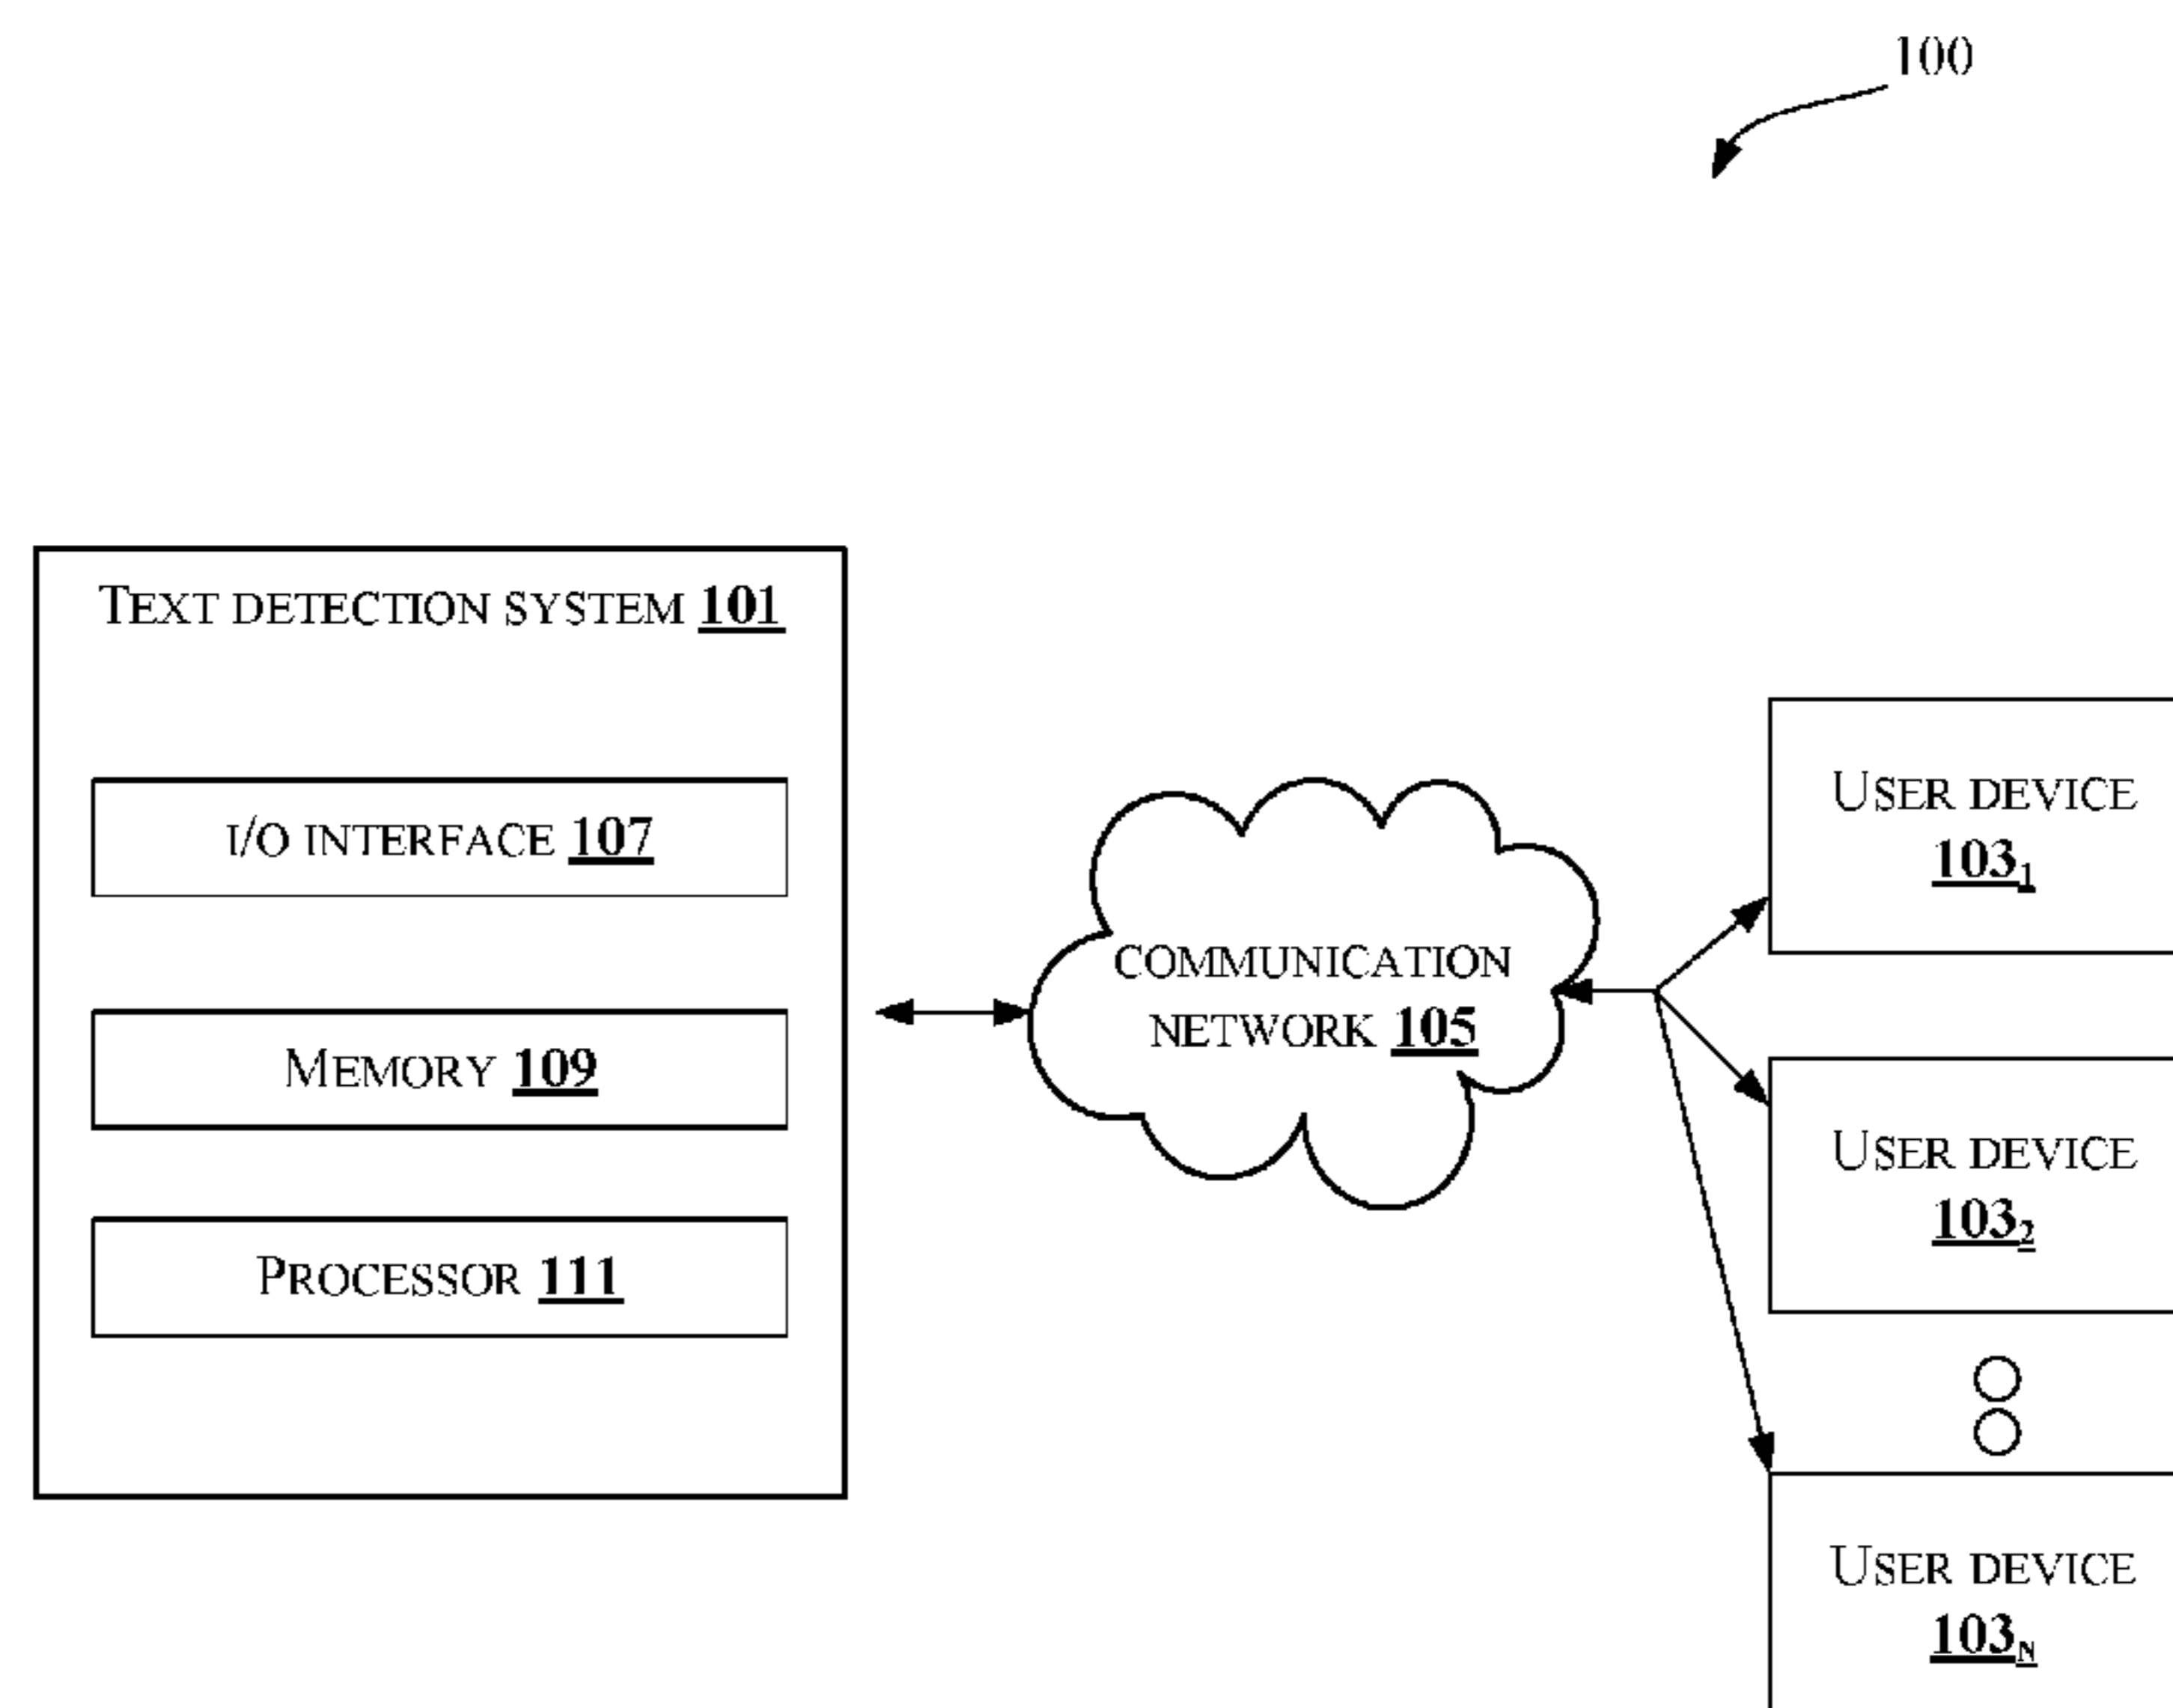 100
TEXT DETECTION SYSTEM 101
I/O INTERFACE 107
MEMORY 109
PROCESSOR 111
COMMUNICATION
NETWORK 105
USER DEVICE
103₁
USER DEVICE
103₂
USER DEVICE
103ₙ